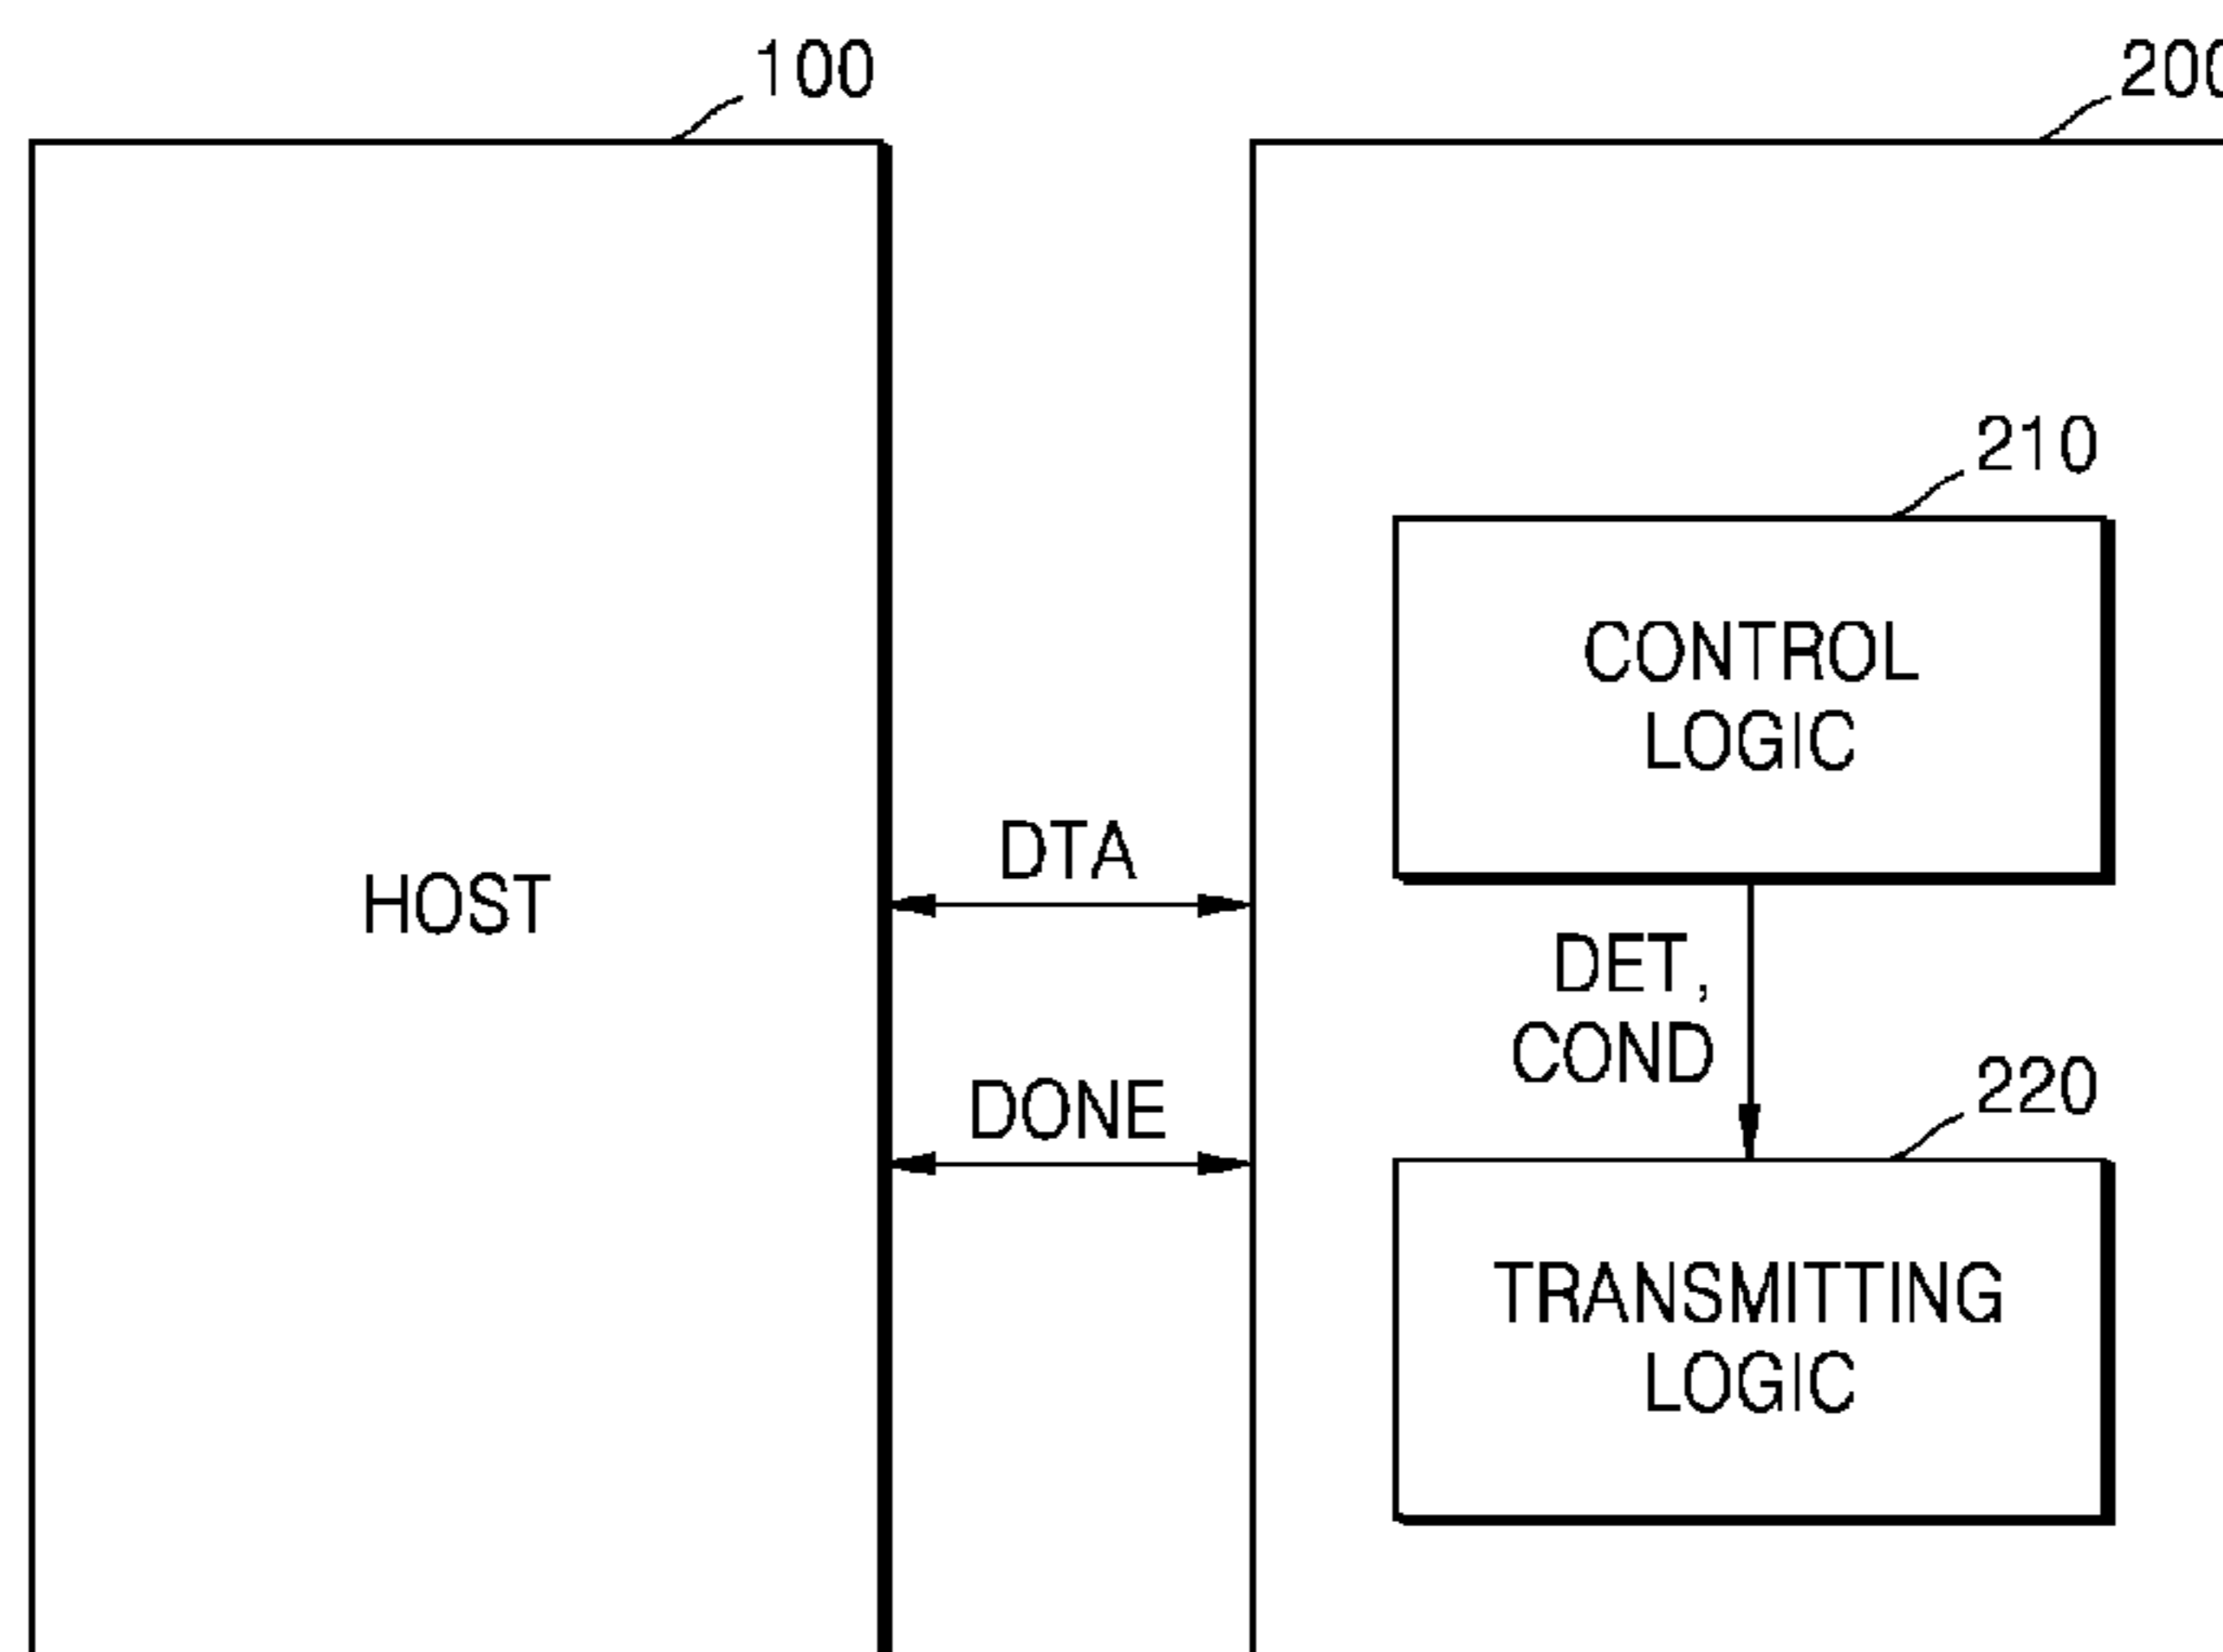 100
200
210
CONTROL
LOGIC
DTA
HOST
DET,
COND
DONE
220
TRANSMITTING
LOGIC